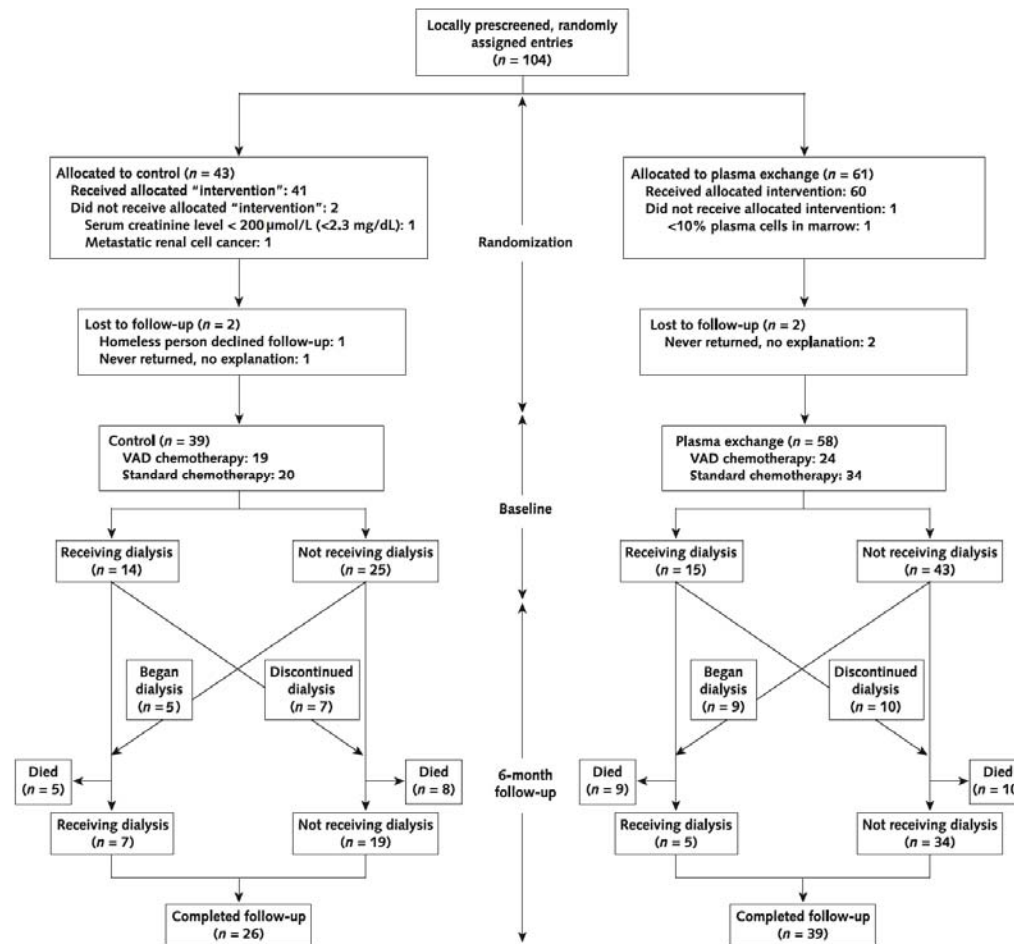 Locally prescreened, randomly
assigned entries
(n = 104)
Allocated to control (n = 43)
Received allocated “intervention”: 41
Did not receive allocated “intervention”: 2
Serum creatinine level < 200 μmol/L (<2.3 mg/dL): 1
Metastatic renal cell cancer: 1
Randomization
Allocated to plasma exchange (n = 61)
Received allocated intervention: 60
Did not receive allocated intervention: 1
<10% plasma cells in marrow: 1
Lost to follow-up (n = 2)
Homeless person declined follow-up: 1
Never returned, no explanation: 1
Lost to follow-up (n = 2)
Never returned, no explanation: 2
Control (n = 39)
VAD chemotherapy: 19
Standard chemotherapy: 20
Baseline
Plasma exchange (n = 58)
VAD chemotherapy: 24
Standard chemotherapy: 34
Receiving dialysis
(n = 14)
Not receiving dialysis
(n = 25)
Receiving dialysis
(n = 15)
Not receiving dialysis
(n = 43)
Began
dialysis
(n = 5)
Discontinued
dialysis
(n = 7)
Began
dialysis
(n = 9)
Discontinued
dialysis
(n = 10)
Died
(n = 5)
Died
(n = 8)
6-month
follow-up
Died
(n = 9)
Died
(n = 10
Receiving dialysis
(n = 7)
Not receiving dialysis
(n = 19)
Receiving dialysis
(n = 5)
Not receiving dialysis
(n = 34)
Completed follow-up
(n = 26)
Completed follow-up
(n = 39)